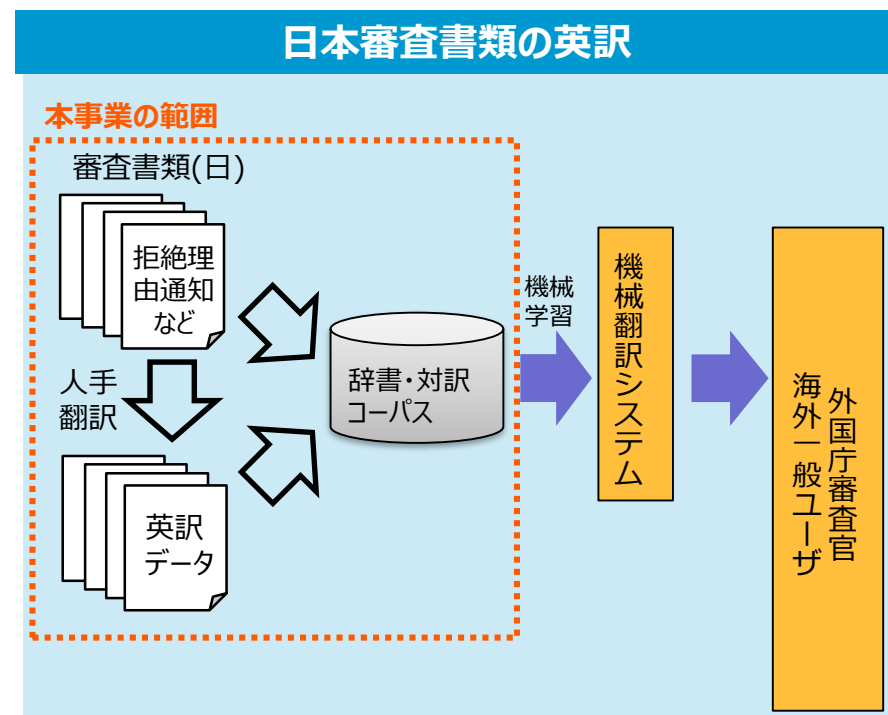 日本審査書類の英訳
本事業の範囲
審査書類(日)
拒絶理
由通知
など
人手
翻訳
英訳
データ
辞書・対訳
コーパス
機械
学習
機械翻訳システム
外国庁審査官
海外一般ユーザ